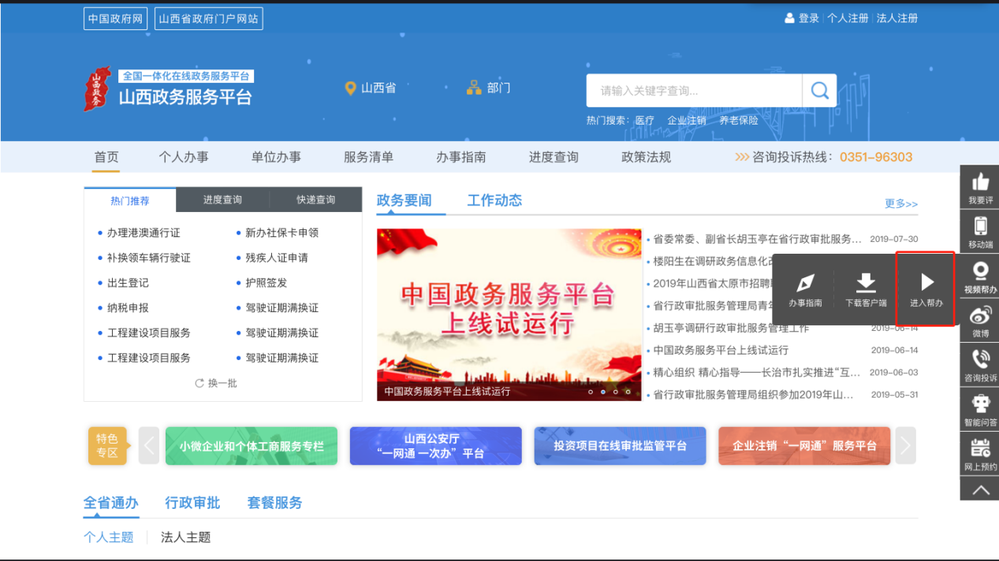 中国政府网 山西省政府门户网站 登录 个人注册 法人注册
山西政务
全国一体化在线政务服务平台
山西政务服务平台
山西省 部门
请输入关键字查询...
热门搜索: 医疗 企业注销 养老保险
首页 个人办事 单位办事 服务清单 办事指南 进度查询 政策法规 咨询投诉热线: 0351-96303
热门推荐 进度查询 快递查询
办理港澳通行证 新办社保卡申领
补换领车辆行驶证 残疾人证申请
出生登记 护照签发
纳税申报 驾驶证期满换证
工程建设项目服务 驾驶证期满换证
工程建设项目服务 驾驶证期满换证
换一批
政务要闻 工作动态 更多>>
中国政务服务平台
上线试运行
中国政务服务平台上线试运行
省委常委、副省长胡玉亭在省行政审批服务... 2019-07-30
楼阳生在调研政务信息化
2019年山西省太原市招聘
省行政审批服务管理局青
胡玉亭调研行政审批服务管理工作 2019-06-14
中国政务服务平台上线试运行 2019-06-14
精心组织 精心指导——长治市扎实推进“互... 2019-06-03
省行政审批服务管理局组织参加2019年山... 2019-05-31
办事指南 下载客户端 进入帮办
我要评
移动端
视频帮办
微博
咨询投诉
智能问答
网上预约
特色
专区
小微企业和个体工商服务专栏
山西公安厅
“一网通 一次办”平台
投资项目在线审批监管平台
企业注销“一网通”服务平台
全省通办 行政审批 套餐服务
个人主题 法人主题